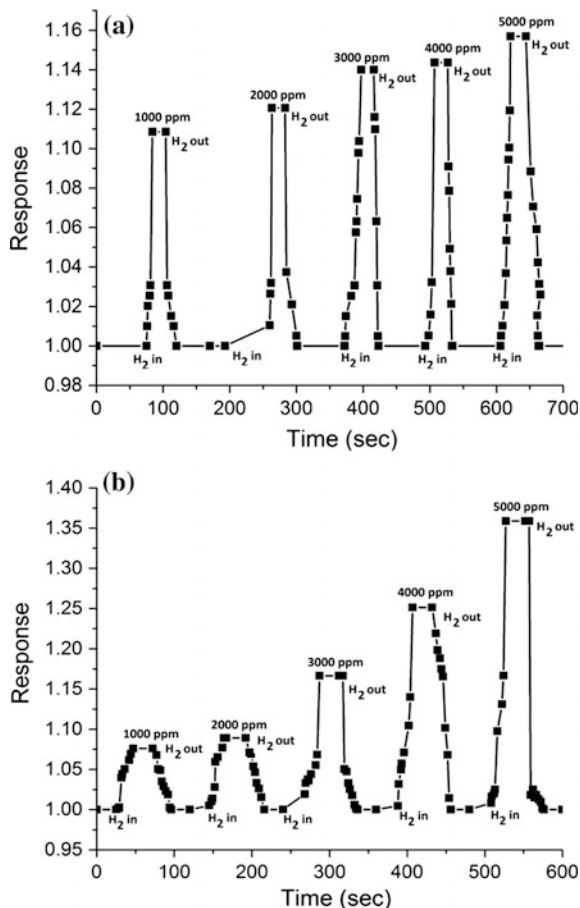 (a)
1.16
1.14
1.12
1.10
1.08
1.06
1.04
1.02
1.00
0.98
Response
1000 ppm
H2 out
2000 ppm
H2 out
3000 ppm
H2 out
4000 ppm
H2 out
5000 ppm
H2 out
H2 in
H2 in
H2 in
H2 in
H2 in
0 100 200 300 400 500 600 700
Time (sec)
(b)
1.40
1.35
1.30
1.25
1.20
1.15
1.10
1.05
1.00
0.95
Response
1000 ppm
H2 out
2000 ppm
H2 out
3000 ppm
H2 out
4000 ppm
H2 out
5000 ppm
H2 out
H2 in
H2 in
H2 in
H2 in
H2 in
0 100 200 300 400 500 600
Time (sec)